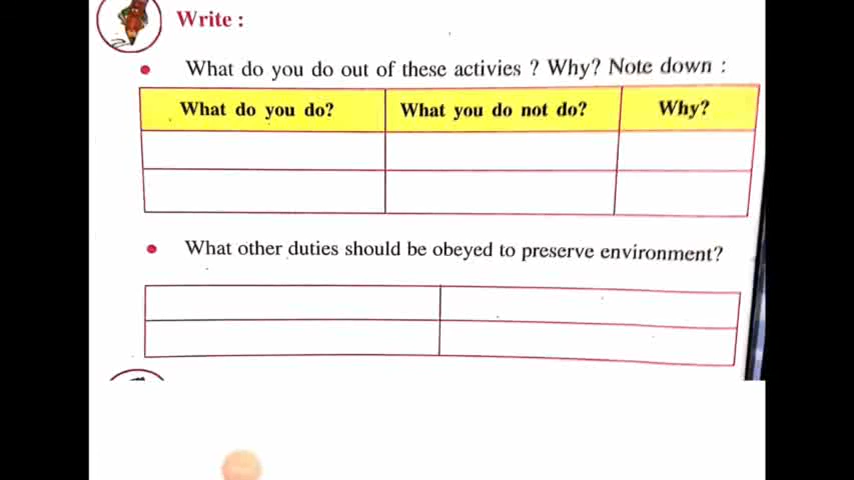 Write :
What do you do out of these activies ? Why? Note down :
What do you do? What you do not do? Why?
What other duties should be obeyed to preserve environment?